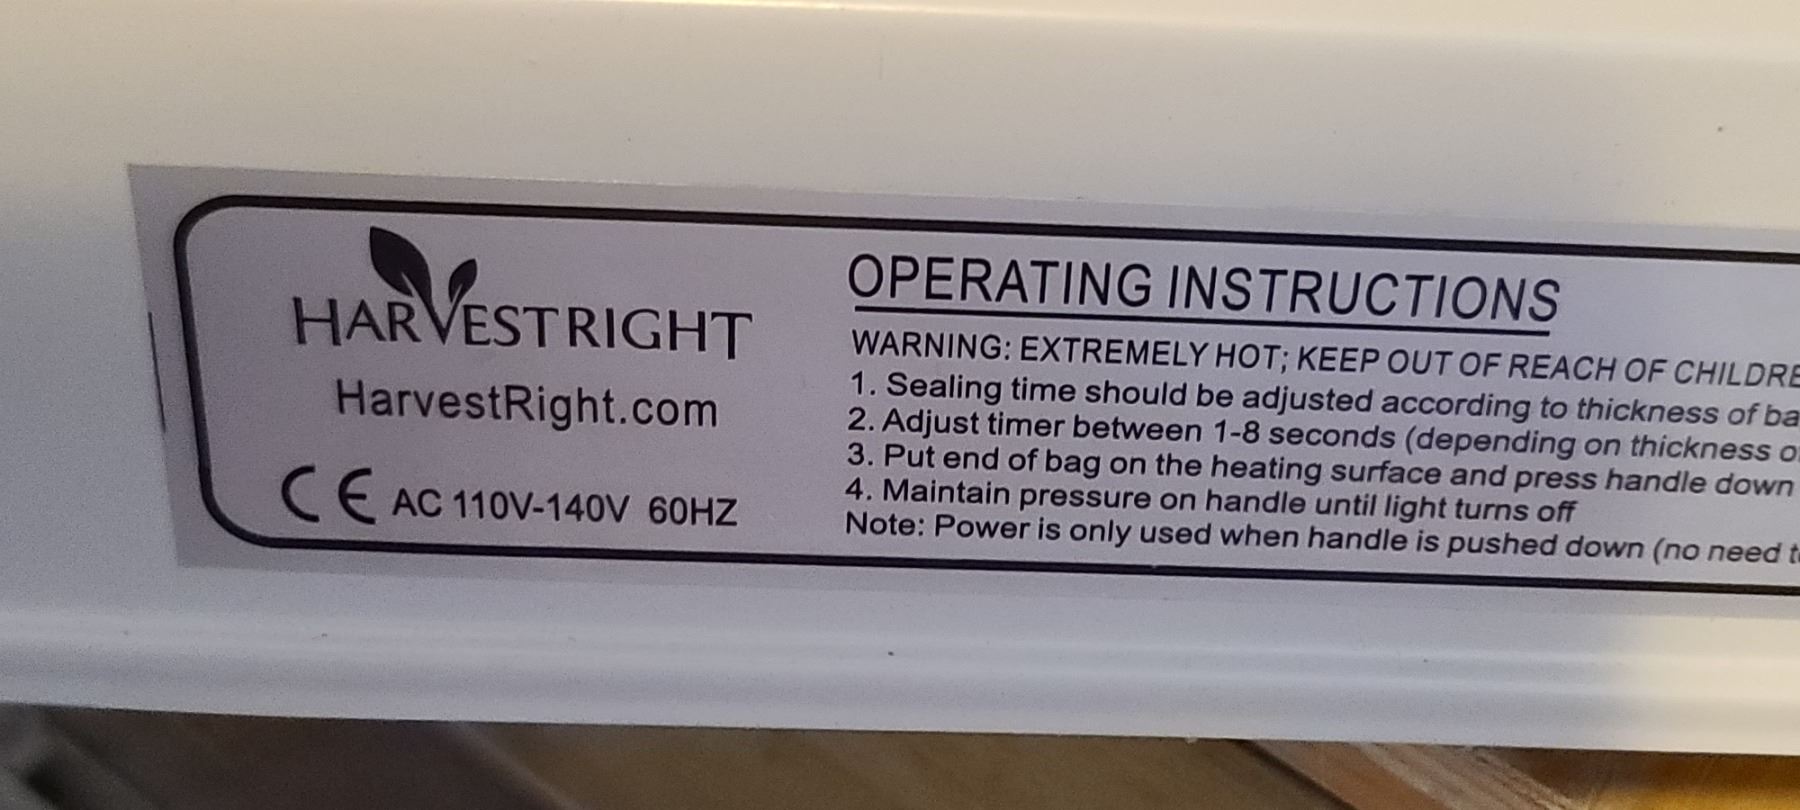 HARVESTRIGHT
HarvestRight.com
CE AC 110V-140V 60HZ
OPERATING INSTRUCTIONS
WARNING: EXTREMELY HOT; KEEP OUT OF REACH OF
1. Sealing time should be adjusted according to thickness of
2. Adjust timer between 1-8 seconds (depending on thickness
3. Put end of bag on the heating surface and press handle down
4. Maintain pressure on handle until light turns off
Note: Power is only used when handle is pushed down (no need